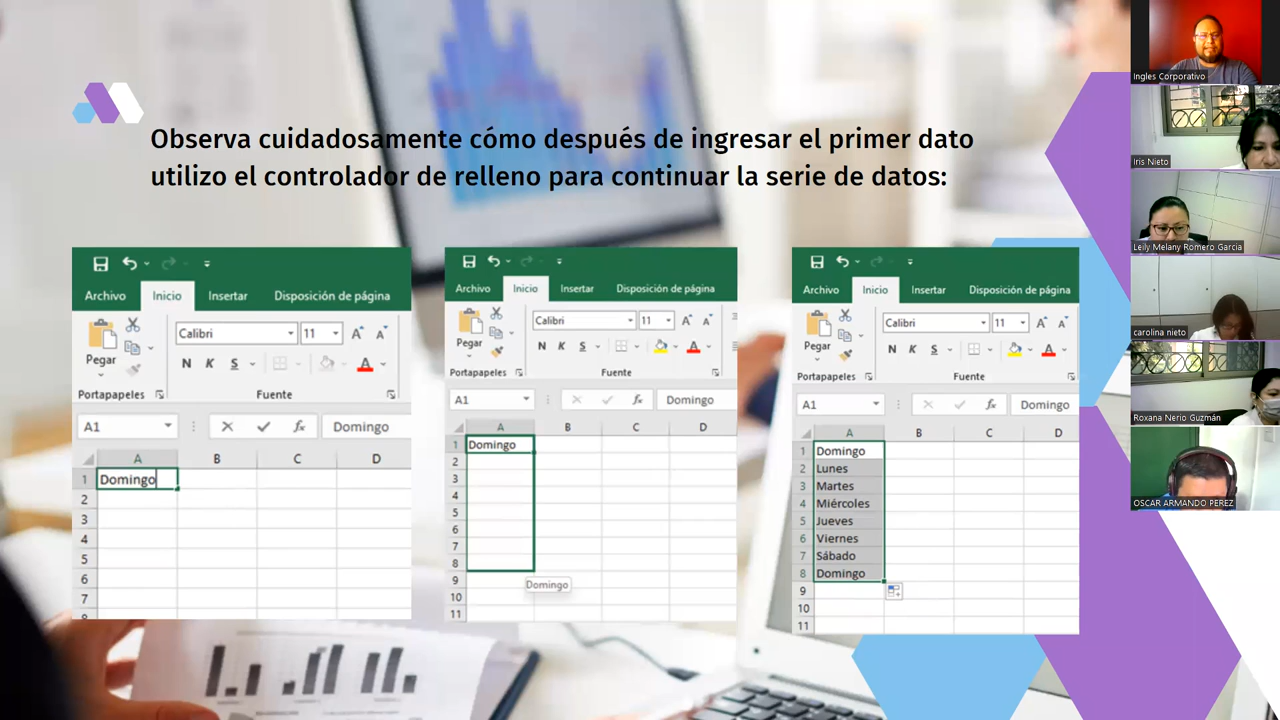 Observa cuidadosamente cómo después de ingresar el primer dato
utilizo el controlador de relleno para continuar la serie de datos:
Archivo Inicio Insertar Disposición de página
Calibri 11 A A
Pegar
N K S A
Portapapeles Fuente
A1 fx Domingo
A B C D
1 Domingo
2
3
4
5
6
7
8
Archivo Inicio Insertar Disposición de página
Calibri 11 A A
Pegar
N K S A
Portapapeles Fuente
A1 fx Domingo
A B C D
1 Domingo
2
3
4
5
6
7
8
9 Domingo
10
11
Archivo Inicio Insertar Disposición de página
Calibri 11 A A
Pegar
N K S A
Portapapeles Fuente
A1 fx Domingo
A B C D
1 Domingo
2 Lunes
3 Martes
4 Miércoles
5 Jueves
6 Viernes
7 Sábado
8 Domingo
9
10
11
Ingles Corporativo
Iris Nieto
Leily Melany Romero Garcia
carolina nieto
Roxana Nerio Guzmán
OSCAR ARMANDO PEREZ